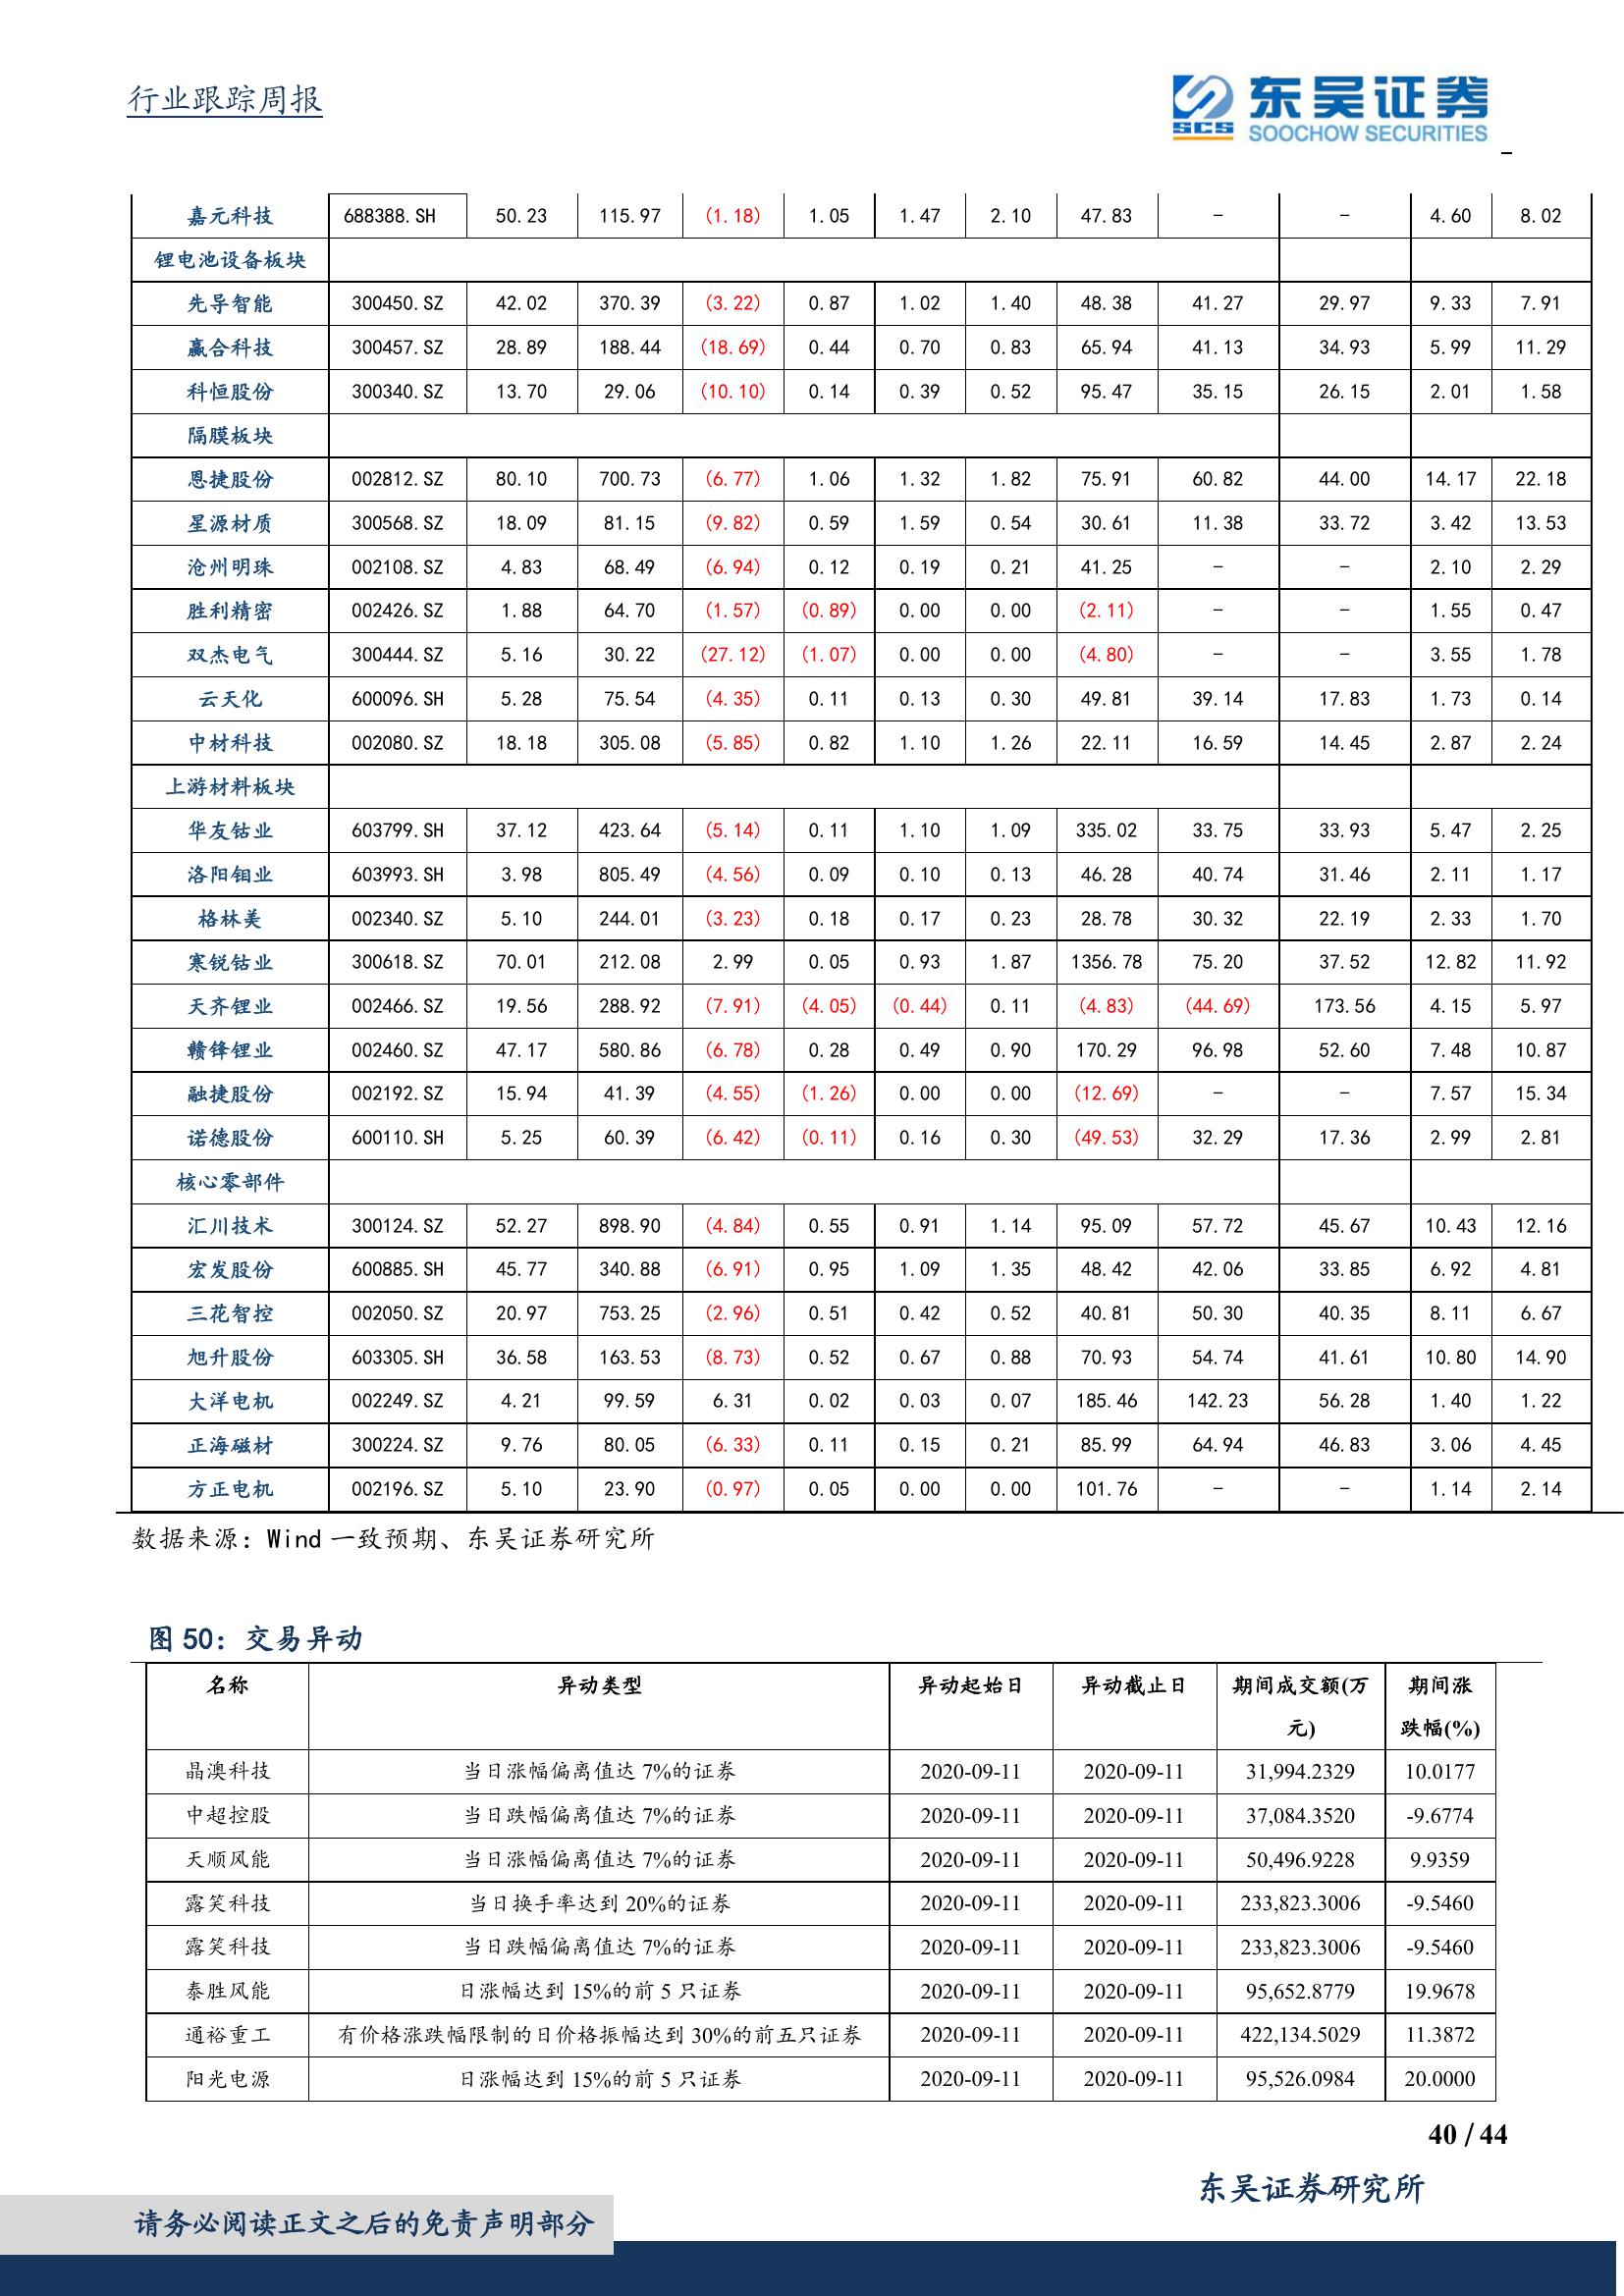 行业跟踪周报
SCS 东吴证券
SOOCHOW SECURITIES
嘉元科技 688388.SH 50.23 115.97 (1.18) 1.05 1.47 2.10 47.83 - - 4.60 8.02
锂电池设备板块
先导智能 300450.SZ 42.02 370.39 (3.22) 0.87 1.02 1.40 48.38 41.27 29.97 9.33 7.91
赢合科技 300457.SZ 28.89 188.44 (18.69) 0.44 0.70 0.83 65.94 41.13 34.93 5.99 11.29
科恒股份 300340.SZ 13.70 29.06 (10.10) 0.14 0.39 0.52 95.47 35.15 26.15 2.01 1.58
隔膜板块
恩捷股份 002812.SZ 80.10 700.73 (6.77) 1.06 1.32 1.82 75.91 60.82 44.00 14.17 22.18
星源材质 300568.SZ 18.09 81.15 (9.82) 0.59 1.59 0.54 30.61 11.38 33.72 3.42 13.53
沧州明珠 002108.SZ 4.83 68.49 (6.94) 0.12 0.19 0.21 41.25 - - 2.10 2.29
胜利精密 002426.SZ 1.88 64.70 (1.57) (0.89) 0.00 0.00 (2.11) - - 1.55 0.47
双杰电气 300444.SZ 5.16 30.22 (27.12) (1.07) 0.00 0.00 (4.80) - - 3.55 1.78
云天化 600096.SH 5.28 75.54 (4.35) 0.11 0.13 0.30 49.81 39.14 17.83 1.73 0.14
中材科技 002080.SZ 18.18 305.08 (5.85) 0.82 1.10 1.26 22.11 16.59 14.45 2.87 2.24
上游材料板块
华友钴业 603799.SH 37.12 423.64 (5.14) 0.11 1.10 1.09 335.02 33.75 33.93 5.47 2.25
洛阳钼业 603993.SH 3.98 805.49 (4.56) 0.09 0.10 0.13 46.28 40.74 31.46 2.11 1.17
格林美 002340.SZ 5.10 244.01 (3.23) 0.18 0.17 0.23 28.78 30.32 22.19 2.33 1.70
寒锐钴业 300618.SZ 70.01 212.08 2.99 0.05 0.93 1.87 1356.78 75.20 37.52 12.82 11.92
天齐锂业 002466.SZ 19.56 288.92 (7.91) (4.05) (0.44) 0.11 (4.83) (44.69) 173.56 4.15 5.97
赣锋锂业 002460.SZ 47.17 580.86 (6.78) 0.28 0.49 0.90 170.29 96.98 52.60 7.48 10.87
融捷股份 002192.SZ 15.94 41.39 (4.55) (1.26) 0.00 0.00 (12.69) - - 7.57 15.34
诺德股份 600110.SH 5.25 60.39 (6.42) (0.11) 0.16 0.30 (49.53) 32.29 17.36 2.99 2.81
核心零部件
汇川技术 300124.SZ 52.27 898.90 (4.84) 0.55 0.91 1.14 95.09 57.72 45.67 10.43 12.16
宏发股份 600885.SH 45.77 340.88 (6.91) 0.95 1.09 1.35 48.42 42.06 33.85 6.92 4.81
三花智控 002050.SZ 20.97 753.25 (2.96) 0.51 0.42 0.52 40.81 50.30 40.35 8.11 6.67
旭升股份 603305.SH 36.58 163.53 (8.73) 0.52 0.67 0.88 70.93 54.74 41.61 10.80 14.90
大洋电机 002249.SZ 4.21 99.59 6.31 0.02 0.03 0.07 185.46 142.23 56.28 1.40 1.22
正海磁材 300224.SZ 9.76 80.05 (6.33) 0.11 0.15 0.21 85.99 64.94 46.83 3.06 4.45
方正电机 002196.SZ 5.10 23.90 (0.97) 0.05 0.00 0.00 101.76 - - 1.14 2.14
数据来源：Wind 一致预期、东吴证券研究所
图 50：交易异动
名称 异动类型 异动起始日 异动截止日 期间成交额(万 期间涨
元) 跌幅(%)
晶澳科技 当日涨幅偏离值达 7%的证券 2020-09-11 2020-09-11 31,994.2329 10.0177
中超控股 当日跌幅偏离值达 7%的证券 2020-09-11 2020-09-11 37,084.3520 -9.6774
天顺风能 当日涨幅偏离值达 7%的证券 2020-09-11 2020-09-11 50,496.9228 9.9359
露笑科技 当日换手率达到 20%的证券 2020-09-11 2020-09-11 233,823.3006 -9.5460
露笑科技 当日跌幅偏离值达 7%的证券 2020-09-11 2020-09-11 233,823.3006 -9.5460
泰胜风能 日涨幅达到 15%的前 5 只证券 2020-09-11 2020-09-11 95,652.8779 19.9678
通裕重工 有价格涨跌幅限制的日价格振幅达到 30%的前五只证券 2020-09-11 2020-09-11 422,134.5029 11.3872
阳光电源 日涨幅达到 15%的前 5 只证券 2020-09-11 2020-09-11 95,526.0984 20.0000
40 / 44
东吴证券研究所
请务必阅读正文之后的免责声明部分